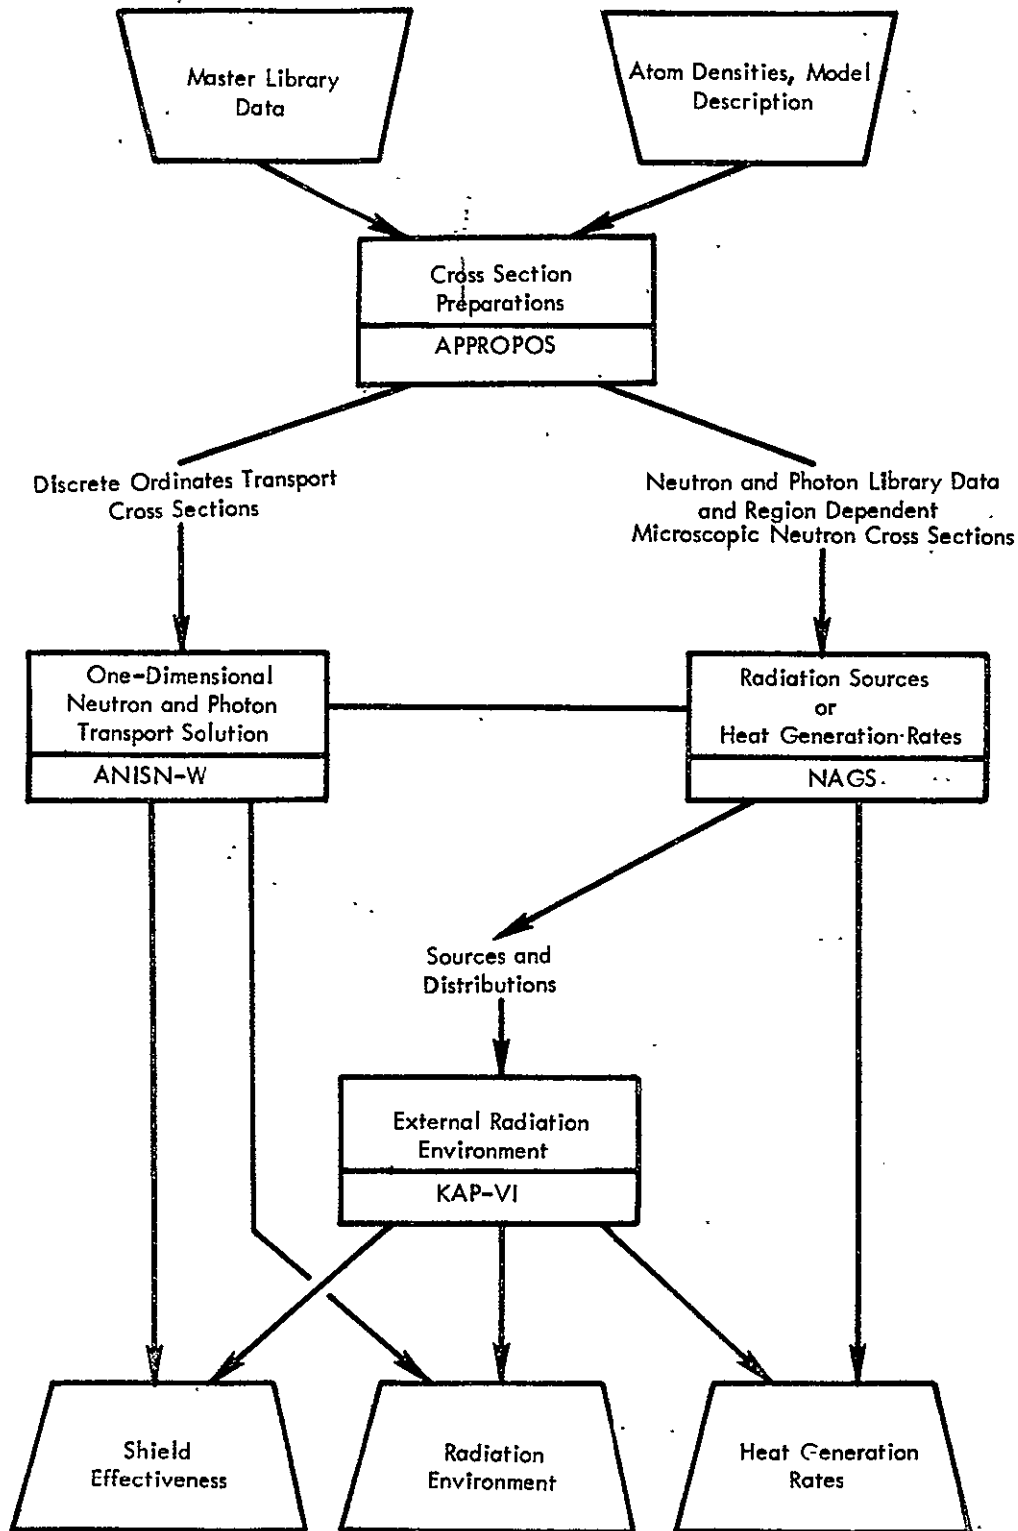 Master Library
Data
Atom Densities, Model
Description
Cross Section
Preparations
APPROPOS
Discrete Ordinates Transport
Cross Sections
Neutron and Photon Library Data
and Region Dependent
Microscopic Neutron Cross Sections
One-Dimensional
Neutron and Photon
Transport Solution
ANISN-W
Radiation Sources
or
Heat Generation Rates
NAGS
Sources and
Distributions
External Radiation
Environment
KAP-VI
Shield
Effectiveness
Radiation
Environment
Heat Generation
Rates